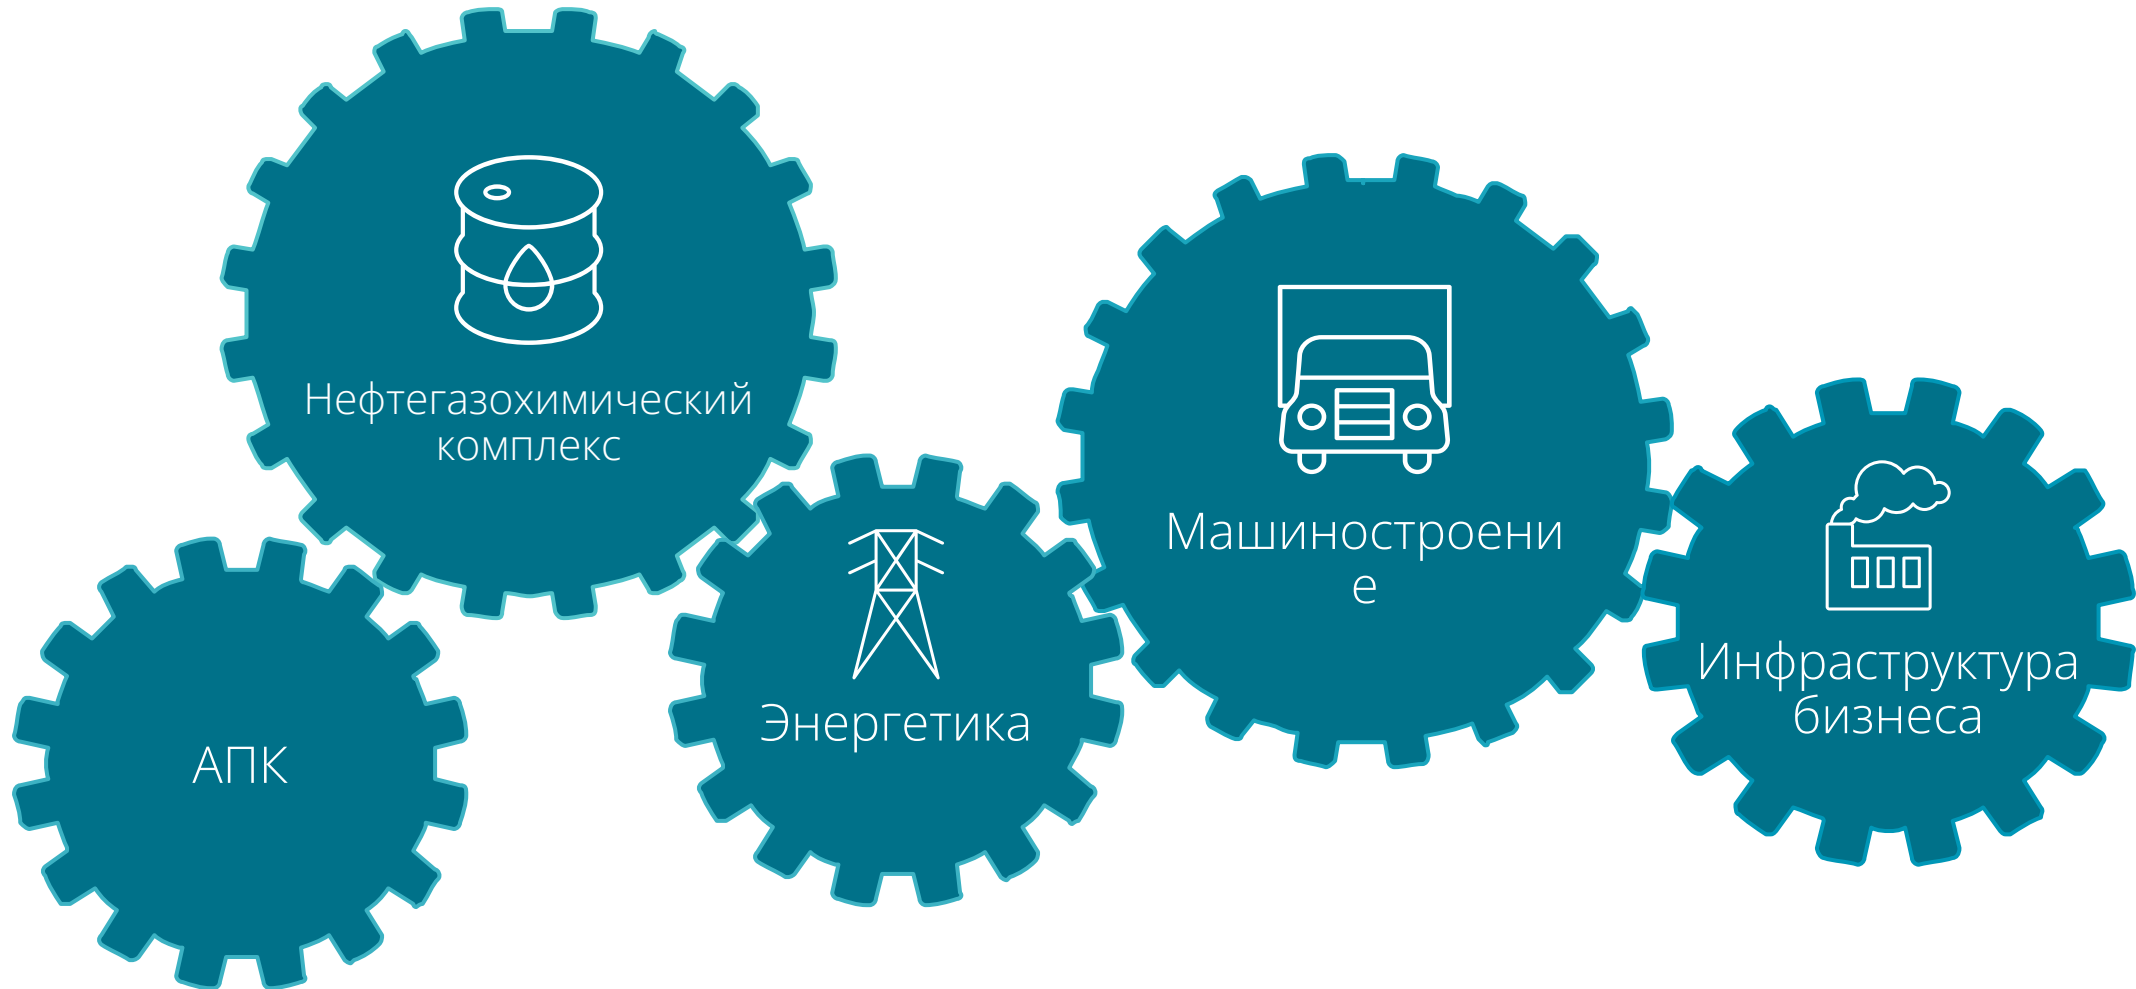 Нефтегазохимический
комплекс
АПК
Энергетика
Машиностроени
е
Инфраструктура
бизнеса